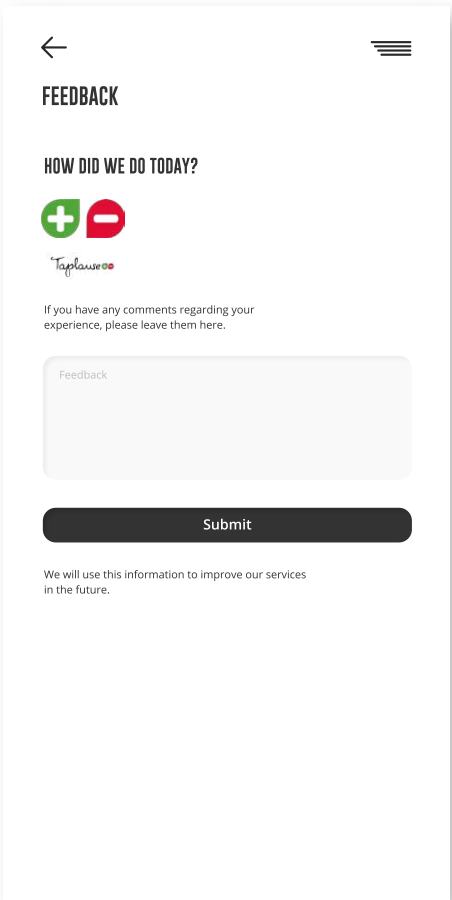 FEEDBACK
HOW DID WE DO TODAY?
Taplause
If you have any comments regarding your
experience, please leave them here.
Feedback
Submit
We will use this information to improve our services
in the future.